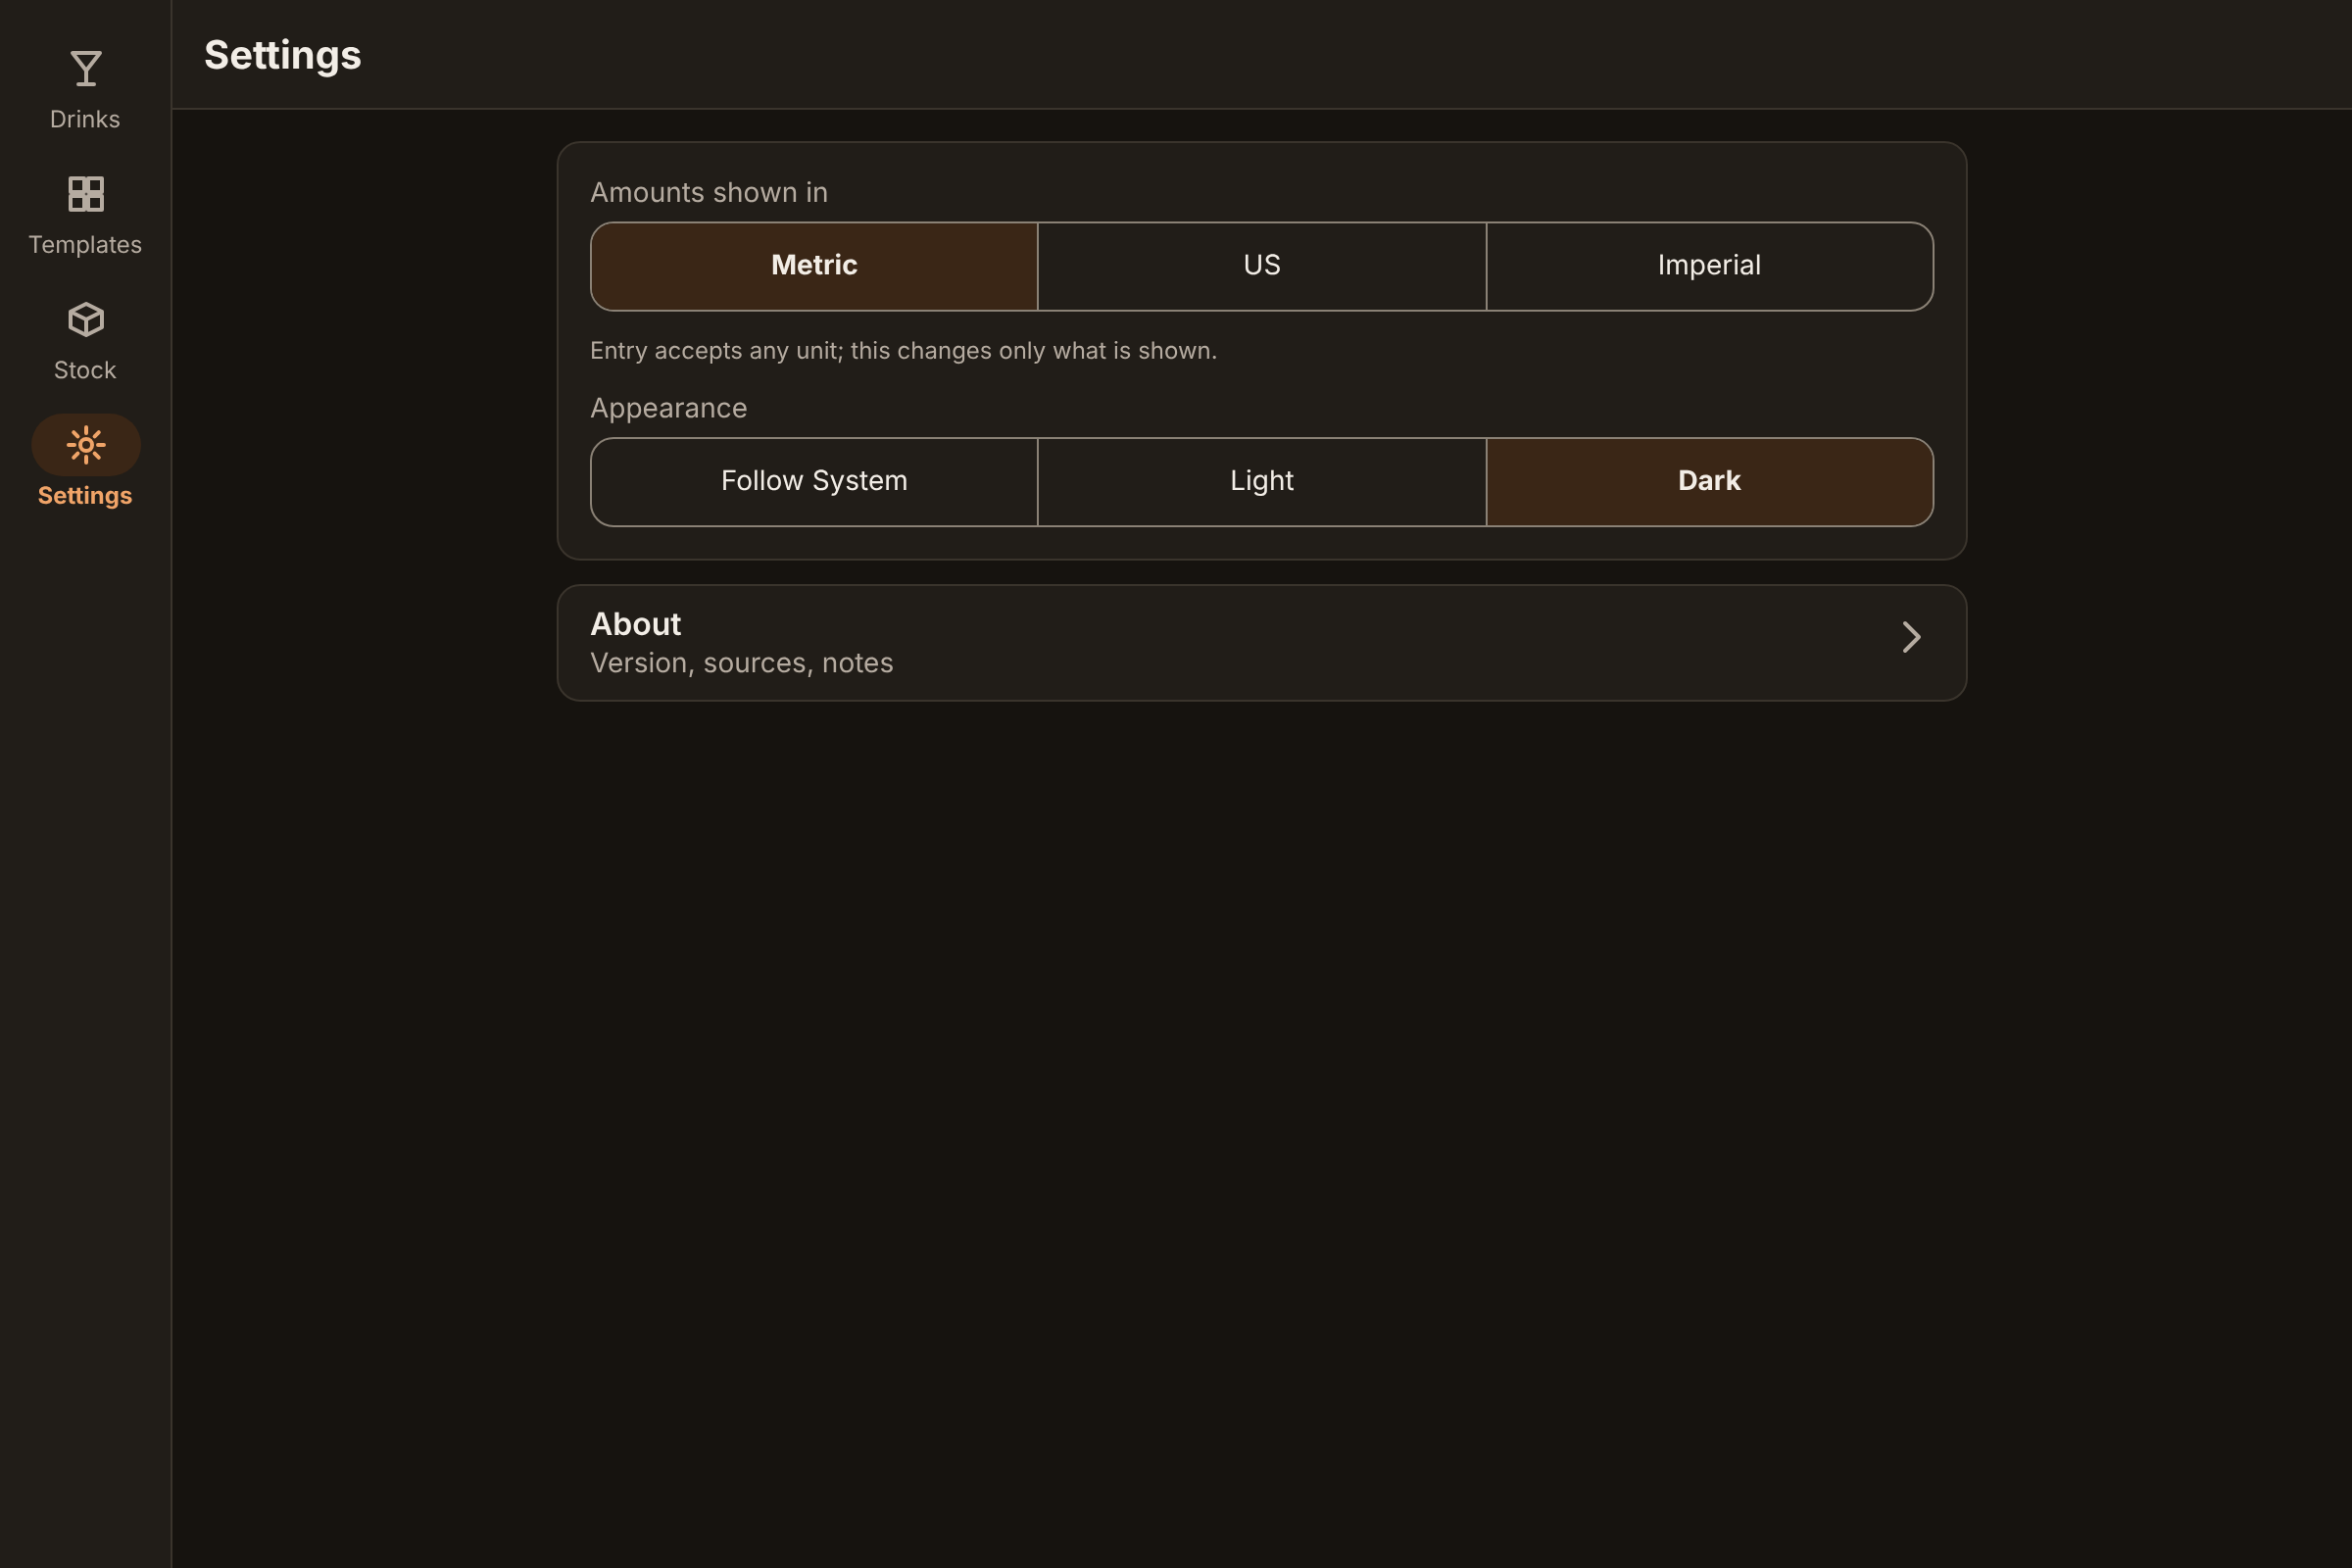 Drinks
Templates
Stock
Settings
Settings
Amounts shown in
Metric
US
Imperial
Entry accepts any unit; this changes only what is shown.
Appearance
Follow System
Light
Dark
About
Version, sources, notes